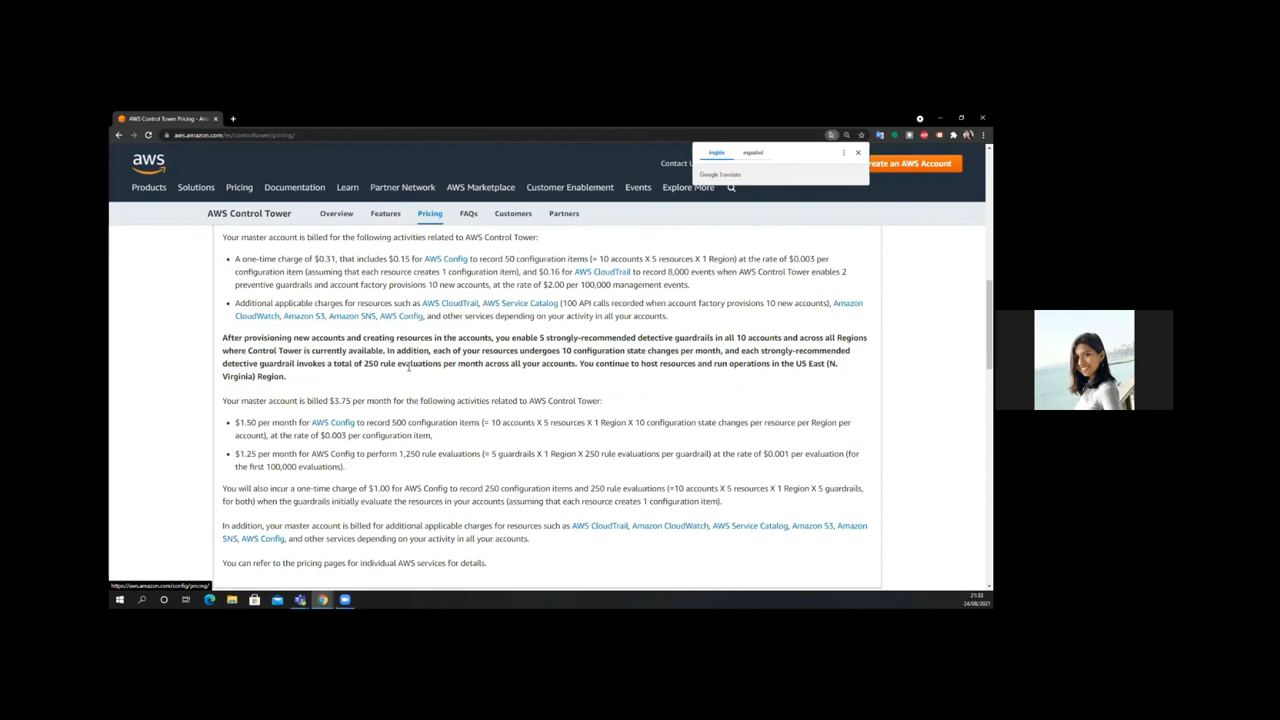 AWS Control Tower Pricing - Am
aws.amazon.com/es/controltower/pricing/
inglés español
Google Translate
aws
Contact U
reate an AWS Account
Products Solutions Pricing Documentation Learn Partner Network AWS Marketplace Customer Enablement Events Explore More
AWS Control Tower Overview Features Pricing FAQs Customers Partners
Your master account is billed for the following activities related to AWS Control Tower:
• A one-time charge of $0.31, that includes $0.15 for AWS Config to record 50 configuration items (= 10 accounts X 5 resources X 1 Region) at the rate of $0.003 per
configuration item (assuming that each resource creates 1 configuration item), and $0.16 for AWS CloudTrail to record 8,000 events when AWS Control Tower enables 2
preventive guardrails and account factory provisions 10 new accounts, at the rate of $2.00 per 100,000 management events.
• Additional applicable charges for resources such as AWS CloudTrail, AWS Service Catalog (100 API calls recorded when account factory provisions 10 new accounts), Amazon
CloudWatch, Amazon S3, Amazon SNS, AWS Config, and other services depending on your activity in all your accounts.
After provisioning new accounts and creating resources in the accounts, you enable 5 strongly-recommended detective guardrails in all 10 accounts and across all Regions
where Control Tower is currently available. In addition, each of your resources undergoes 10 configuration state changes per month, and each strongly-recommended
detective guardrail invokes a total of 250 rule evaluations per month across all your accounts. You continue to host resources and run operations in the US East (N.
Virginia) Region.
Your master account is billed $3.75 per month for the following activities related to AWS Control Tower:
• $1.50 per month for AWS Config to record 500 configuration items (= 10 accounts X 5 resources X 1 Region X 10 configuration state changes per resource per Region per
account), at the rate of $0.003 per configuration item,
• $1.25 per month for AWS Config to perform 1,250 rule evaluations (= 5 guardrails X 1 Region X 250 rule evaluations per guardrail) at the rate of $0.001 per evaluation (for
the first 100,000 evaluations).
You will also incur a one-time charge of $1.00 for AWS Config to record 250 configuration items and 250 rule evaluations (=10 accounts X 5 resources X 1 Region X 5 guardrails,
for both) when the guardrails initially evaluate the resources in your accounts (assuming that each resource creates 1 configuration item).
In addition, your master account is billed for additional applicable charges for resources such as AWS CloudTrail, Amazon CloudWatch, AWS Service Catalog, Amazon S3, Amazon
SNS, AWS Config, and other services depending on your activity in all your accounts.
You can refer to the pricing pages for individual AWS services for details.
https://aws.amazon.com/config/pricing/
21:33
24/08/2021